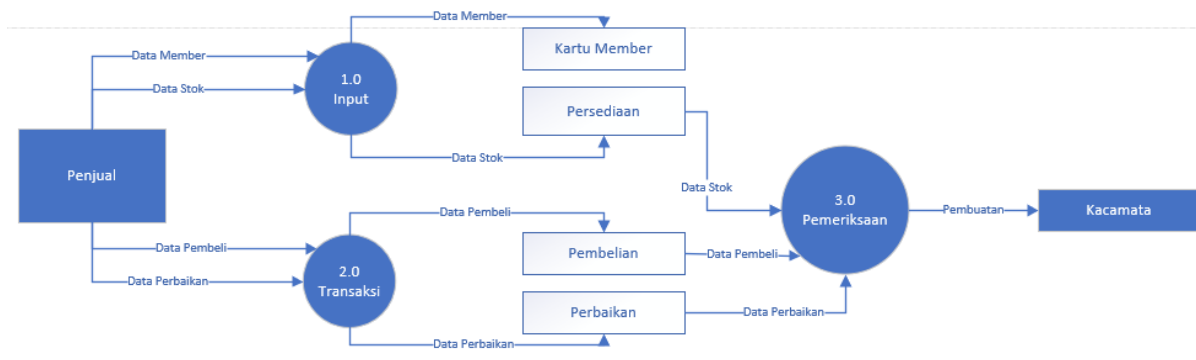 Data Member
Kartu Member
Data Member
1.0
Input
Data Stok
Persediaan
Data Stok
Penjual
Data Stok
3.0
Pemeriksaan
Pembuatan
Kacamata
Data Pembeli
Data Pembeli
Pembelian
Data Pembeli
2.0
Transaksi
Data Perbaikan
Perbaikan
Data Perbaikan
Data Perbaikan